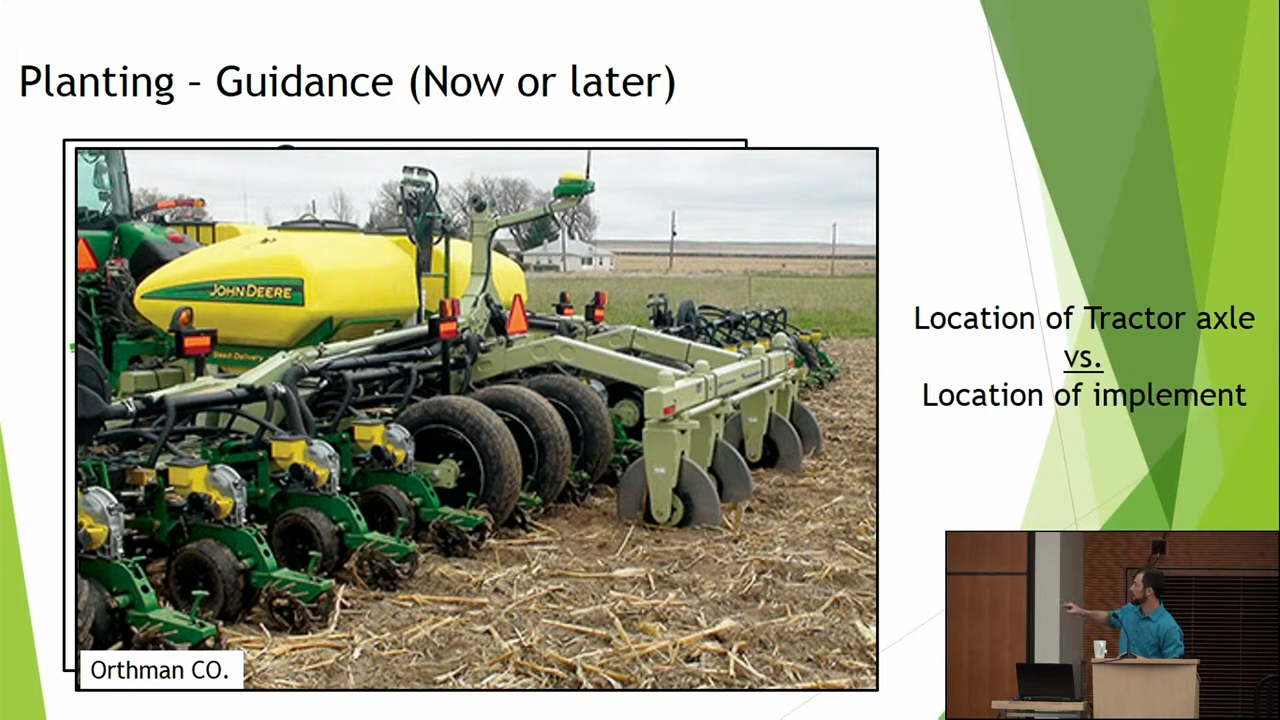 Planting – Guidance (Now or later)
JOHN DEERE
Seed Delivery
Location of Tractor axle
vs.
Location of implement
Orthman CO.